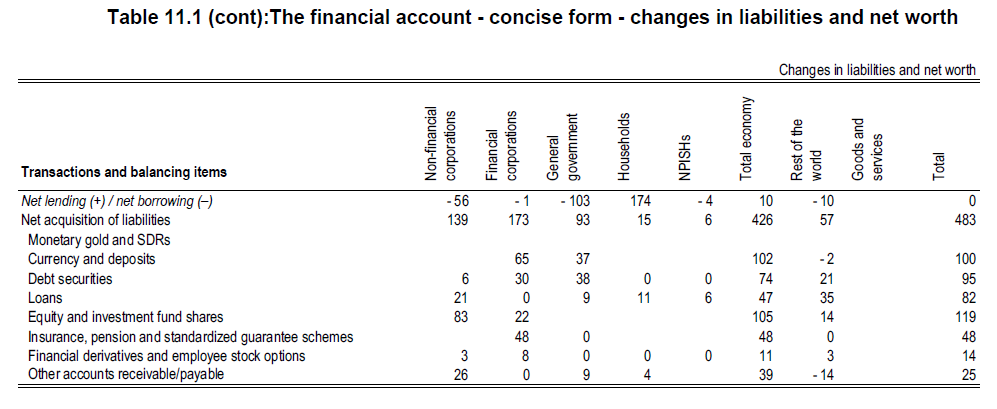 Table 11.1 (cont):The financial account - concise form - changes in liabilities and net worth
Changes in liabilities and net worth
Transactions and balancing items Non-financial corporations Financial corporations General government Households NPISHs Total economy Rest of the world Goods and services Total
Net lending (+) / net borrowing (–) - 56 - 1 - 103 174 - 4 10 - 10 0
Net acquisition of liabilities 139 173 93 15 6 426 57 483
Monetary gold and SDRs
Currency and deposits 65 37 102 - 2 100
Debt securities 6 30 38 0 0 74 21 95
Loans 21 0 9 11 6 47 35 82
Equity and investment fund shares 83 22 105 14 119
Insurance, pension and standardized guarantee schemes 48 0 48 0 48
Financial derivatives and employee stock options 3 8 0 0 0 11 3 14
Other accounts receivable/payable 26 0 9 4 39 - 14 25